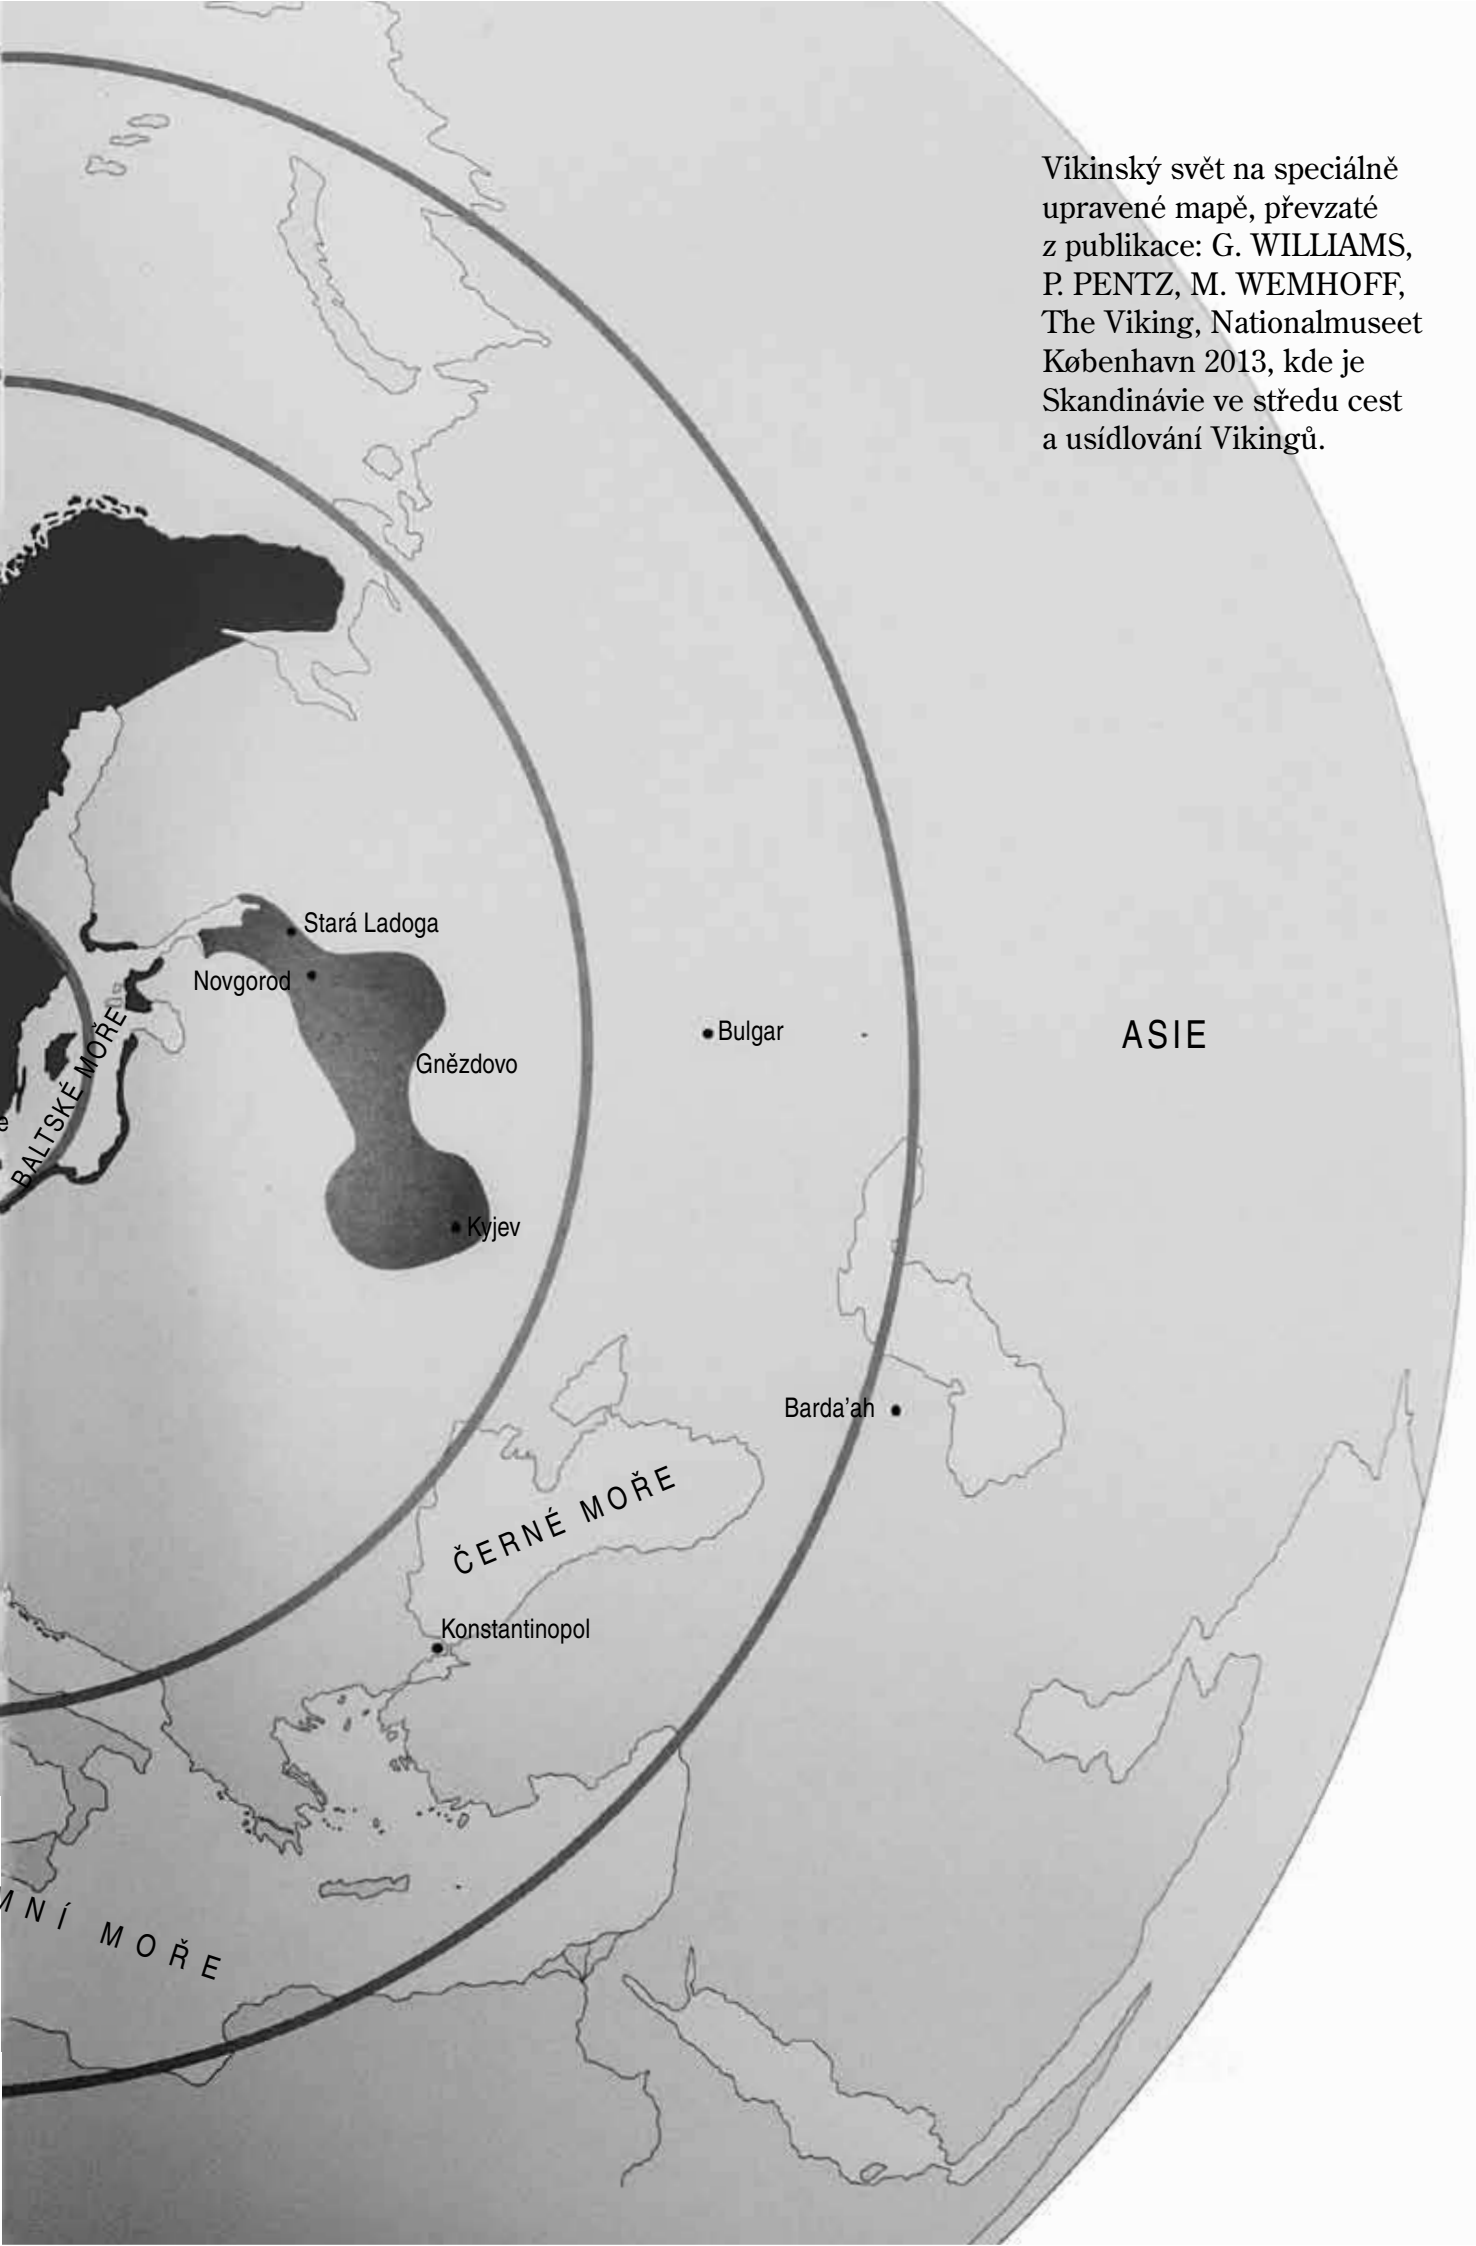 Vikinský svět na speciálně
upravené mapě, převzaté
z publikace: G. WILLIAMS,
P. PENTZ, M. WEMHOFF,
The Viking, Nationalmuseet
København 2013, kde je
Skandinávie ve středu cest
a usídlování Vikingů.
Stará Ladoga
Novgorod
Bulgar
ASIE
Gnězdovo
BALTSKÉ MOŘE
e
Kyjev
Barda'ah
ČERNÉ MOŘE
Konstantinopol
MNÍ MOŘE